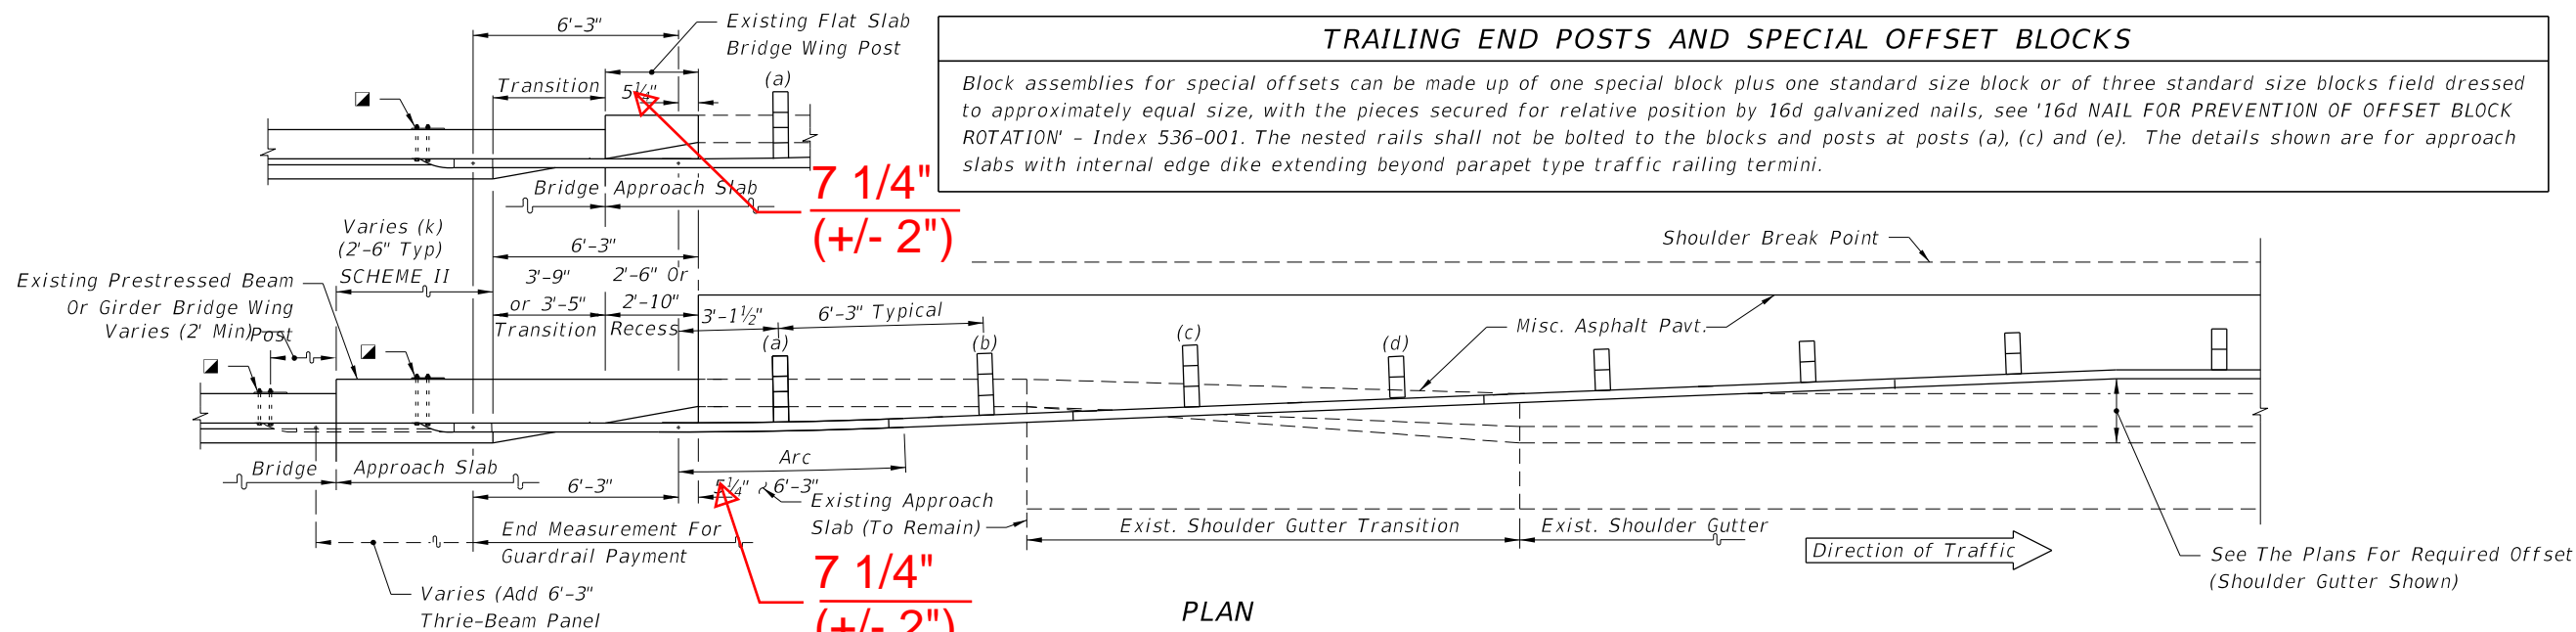 6'-3"
Existing Flat Slab
Bridge Wing Post
Transition
5¼"
(a)
7 1/4"
(+/- 2")
Bridge
Approach Slab
TRAILING END POSTS AND SPECIAL OFFSET BLOCKS
Block assemblies for special offsets can be made up of one special block plus one standard size block or of three standard size blocks field dressed
to approximately equal size, with the pieces secured for relative position by 16d galvanized nails, see '16d NAIL FOR PREVENTION OF OFFSET BLOCK
ROTATION' - Index 536-001. The nested rails shall not be bolted to the blocks and posts at posts (a), (c) and (e). The details shown are for approach
slabs with internal edge dike extending beyond parapet type traffic railing termini.
Varies (k)
(2'-6" Typ)
SCHEME II
6'-3"
3'-9"
or 3'-5"
Transition
2'-6" Or
2'-10"
Recess
Existing Prestressed Beam
Or Girder Bridge Wing
Post
Varies (2' Min)
3'-1½"
6'-3" Typical
Shoulder Break Point
Misc. Asphalt Pavt.
(a)
(b)
(c)
(d)
Bridge
Approach Slab
Arc
6'-3"
6'-3"
5¼"
Existing Approach
Slab (To Remain)
End Measurement For
Guardrail Payment
Exist. Shoulder Gutter Transition
Exist. Shoulder Gutter
Direction of Traffic
See The Plans For Required Offset
(Shoulder Gutter Shown)
Varies (Add 6'-3"
Thrie-Beam Panel
7 1/4"
(+/- 2")
PLAN